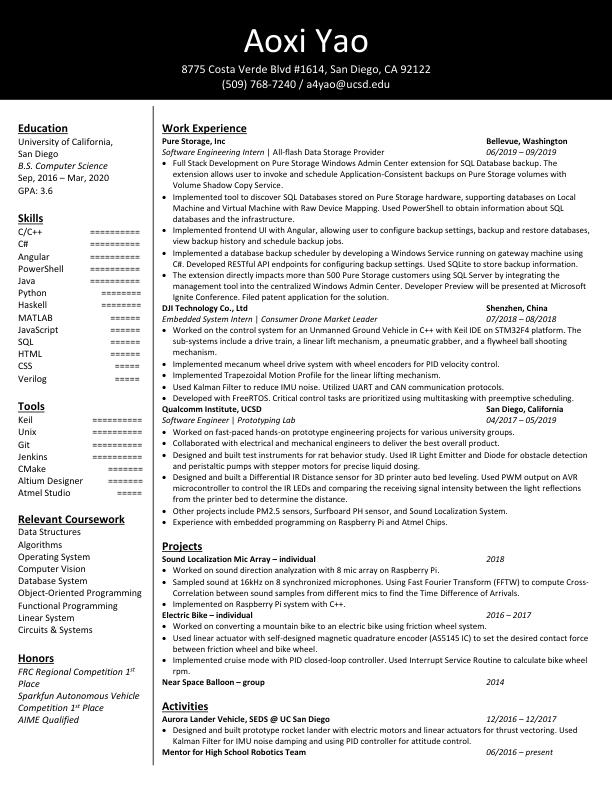 Aoxi Yao
8775 Costa Verde Blvd #1614, San Diego, CA 92122
(509) 768-7240 / a4yao@ucsd.edu
Education
University of California,
San Diego
B.S. Computer Science
Sep, 2016 – Mar, 2020
GPA: 3.6
Skills
C/C++ ==========
C# ==========
Angular ==========
PowerShell ==========
Java ==========
Python ========
Haskell ========
MATLAB ======
JavaScript ======
SQL ======
HTML ======
CSS =====
Verilog =====
Tools
Keil ==========
Unix ==========
Git ==========
Jenkins ==========
CMake =======
Altium Designer =======
Atmel Studio =====
Relevant Coursework
Data Structures
Algorithms
Operating System
Computer Vision
Database System
Object-Oriented Programming
Functional Programming
Linear System
Circuits & Systems
Honors
FRC Regional Competition 1st
Place
Sparkfun Autonomous Vehicle
Competition 1st Place
AIME Qualified
Work Experience
Pure Storage, Inc Bellevue, Washington
Software Engineering Intern | All-flash Data Storage Provider 06/2019 – 09/2019
• Full Stack Development on Pure Storage Windows Admin Center extension for SQL Database backup. The
extension allows user to invoke and schedule Application-Consistent backups on Pure Storage volumes with
Volume Shadow Copy Service.
• Implemented tool to discover SQL Databases stored on Pure Storage hardware, supporting databases on Local
Machine and Virtual Machine with Raw Device Mapping. Used PowerShell to obtain information about SQL
databases and the infrastructure.
• Implemented frontend UI with Angular, allowing user to configure backup settings, backup and restore databases,
view backup history and schedule backup jobs.
• Implemented a database backup scheduler by developing a Windows Service running on gateway machine using
C#. Developed RESTful API endpoints for configuring backup settings. Used SQLite to store backup information.
• The extension directly impacts more than 500 Pure Storage customers using SQL Server by integrating the
management tool into the centralized Windows Admin Center. Developer Preview will be presented at Microsoft
Ignite Conference. Filed patent application for the solution.
DJI Technology Co., Ltd Shenzhen, China
Embedded System Intern | Consumer Drone Market Leader 07/2018 – 08/2018
• Worked on the control system for an Unmanned Ground Vehicle in C++ with Keil IDE on STM32F4 platform. The
sub-systems include a drive train, a linear lift mechanism, a pneumatic grabber, and a flywheel ball shooting
mechanism.
• Implemented mecanum wheel drive system with wheel encoders for PID velocity control.
• Implemented Trapezoidal Motion Profile for the linear lifting mechanism.
• Used Kalman Filter to reduce IMU noise. Utilized UART and CAN communication protocols.
• Developed with FreeRTOS. Critical control tasks are prioritized using multitasking with preemptive scheduling.
Qualcomm Institute, UCSD San Diego, California
Software Engineer | Prototyping Lab 04/2017 – 05/2019
• Worked on fast-paced hands-on prototype engineering projects for various university groups.
• Collaborated with electrical and mechanical engineers to deliver the best overall product.
• Designed and built test instruments for rat behavior study. Used IR Light Emitter and Diode for obstacle detection
and peristaltic pumps with stepper motors for precise liquid dosing.
• Designed and built a Differential IR Distance sensor for 3D printer auto bed leveling. Used PWM output on AVR
microcontroller to control the IR LEDs and comparing the receiving signal intensity between the light reflections
from the printer bed to determine the distance.
• Other projects include PM2.5 sensors, Surfboard PH sensor, and Sound Localization System.
• Experience with embedded programming on Raspberry Pi and Atmel Chips.
Projects
Sound Localization Mic Array – individual 2018
• Worked on sound direction analyzation with 8 mic array on Raspberry Pi.
• Sampled sound at 16kHz on 8 synchronized microphones. Using Fast Fourier Transform (FFTW) to compute Cross-
Correlation between sound samples from different mics to find the Time Difference of Arrivals.
• Implemented on Raspberry Pi system with C++.
Electric Bike – individual 2016 – 2017
• Worked on converting a mountain bike to an electric bike using friction wheel system.
• Used linear actuator with self-designed magnetic quadrature encoder (AS5145 IC) to set the desired contact force
between friction wheel and bike wheel.
• Implemented cruise mode with PID closed-loop controller. Used Interrupt Service Routine to calculate bike wheel
rpm.
Near Space Balloon – group 2014
Activities
Aurora Lander Vehicle, SEDS @ UC San Diego 12/2016 – 12/2017
• Designed and built prototype rocket lander with electric motors and linear actuators for thrust vectoring. Used
Kalman Filter for IMU noise damping and using PID controller for attitude control.
Mentor for High School Robotics Team 06/2016 – present